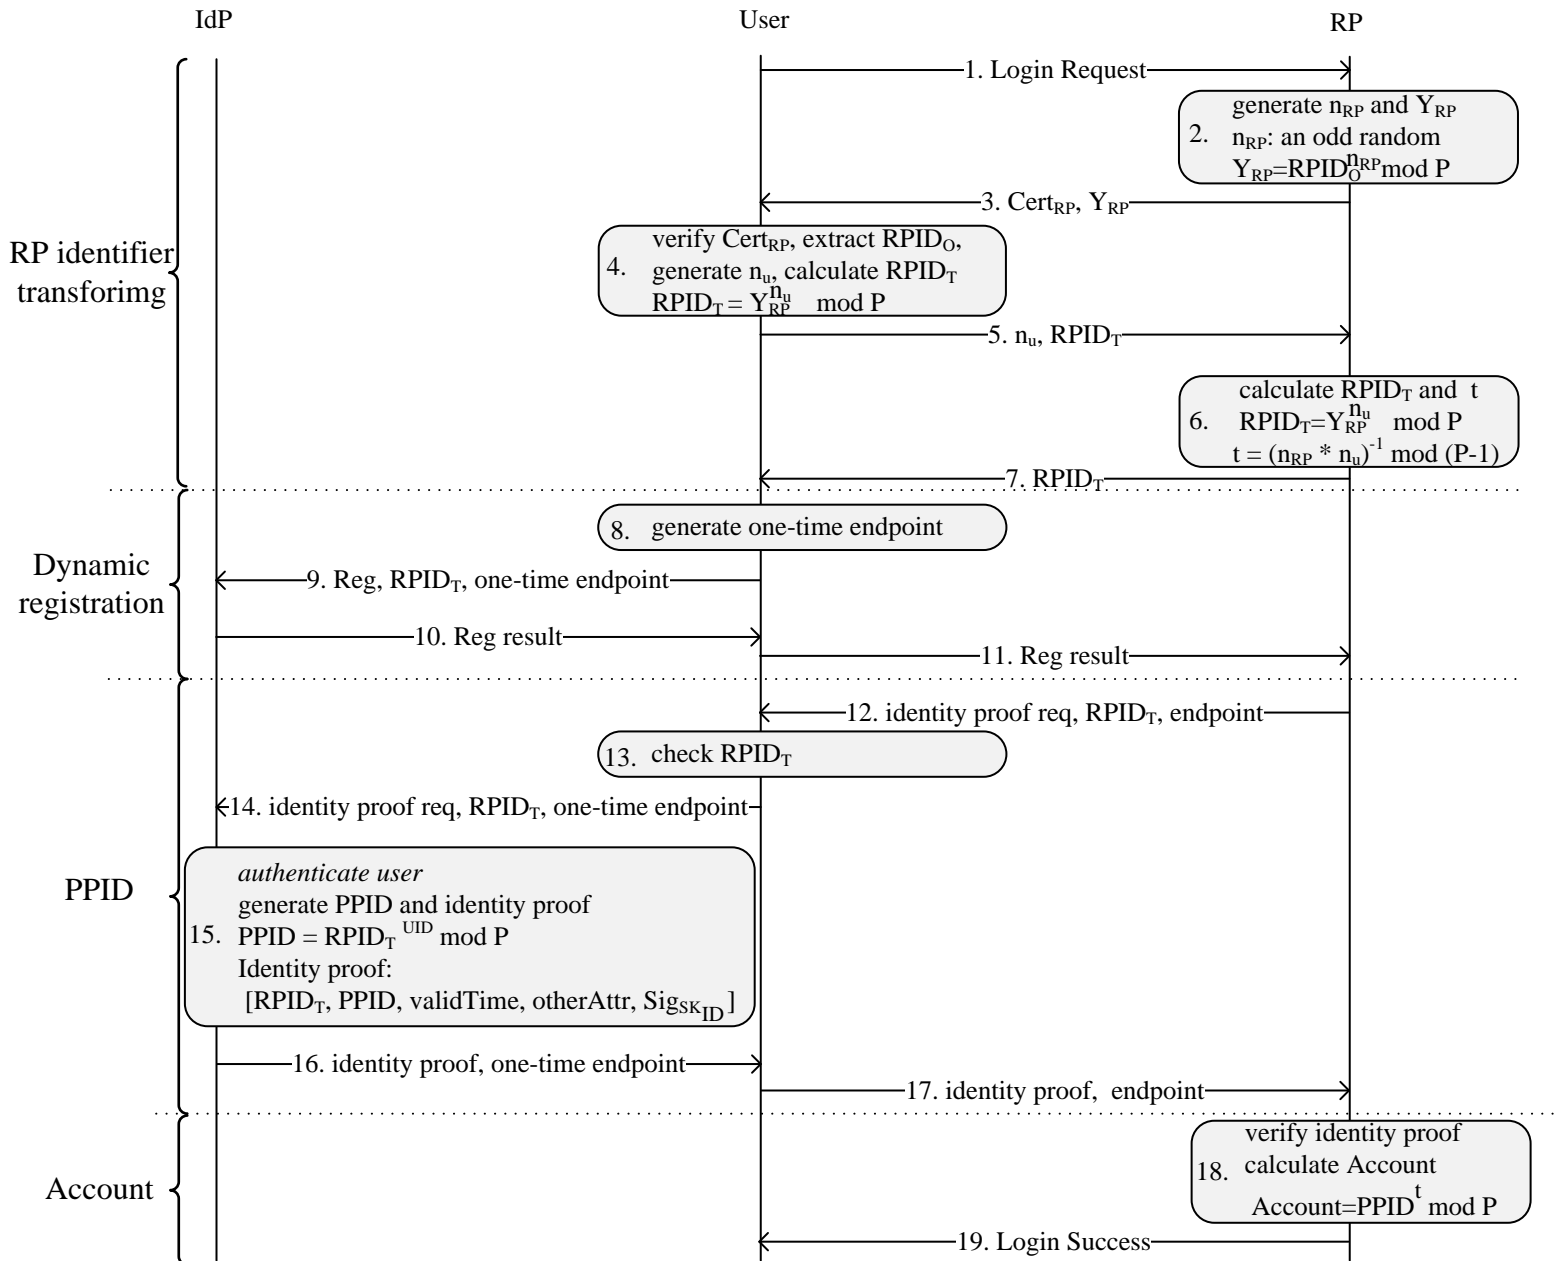 IdP
User
RP
1. Login Request
2.
generate n_RP and Y_RP
n_RP: an odd random
Y_RP=RPID_O^n_RP mod P
3. Cert_RP, Y_RP
RP identifier
transforimg
4.
verify Cert_RP, extract RPID_O,
generate n_u, calculate RPID_T
RPID_T = Y_RP^n_u mod P
5. n_u, RPID_T
6.
calculate RPID_T and t
RPID_T=Y_RP^n_u mod P
t = (n_RP * n_u)^-1 mod (P-1)
7. RPID_T
8. generate one-time endpoint
Dynamic
registration
9. Reg, RPID_T, one-time endpoint
10. Reg result
11. Reg result
12. identity proof req, RPID_T, endpoint
13. check RPID_T
14. identity proof req, RPID_T, one-time endpoint
PPID
15.
authenticate user
generate PPID and identity proof
PPID = RPID_T^UID mod P
Identity proof:
[RPID_T, PPID, validTime, otherAttr, Sig_SK_ID]
16. identity proof, one-time endpoint
17. identity proof, endpoint
Account
18.
verify identity proof
calculate Account
Account=PPID^t mod P
19. Login Success